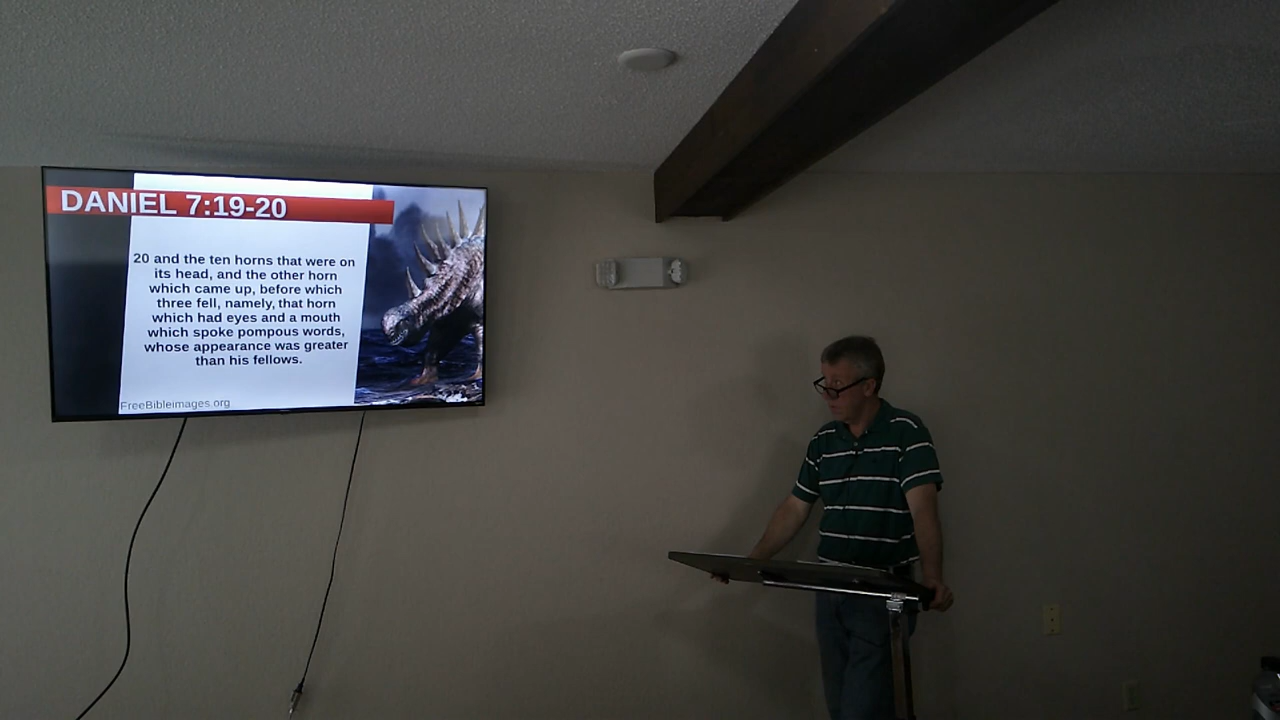 DANIEL 7:19-20
20 and the ten horns that were on
its head, and the other horn
which came up, before which
three fell, namely, that horn
which had eyes and a mouth
which spoke pompous words,
whose appearance was greater
than his fellows.
FreeBibleimages.org